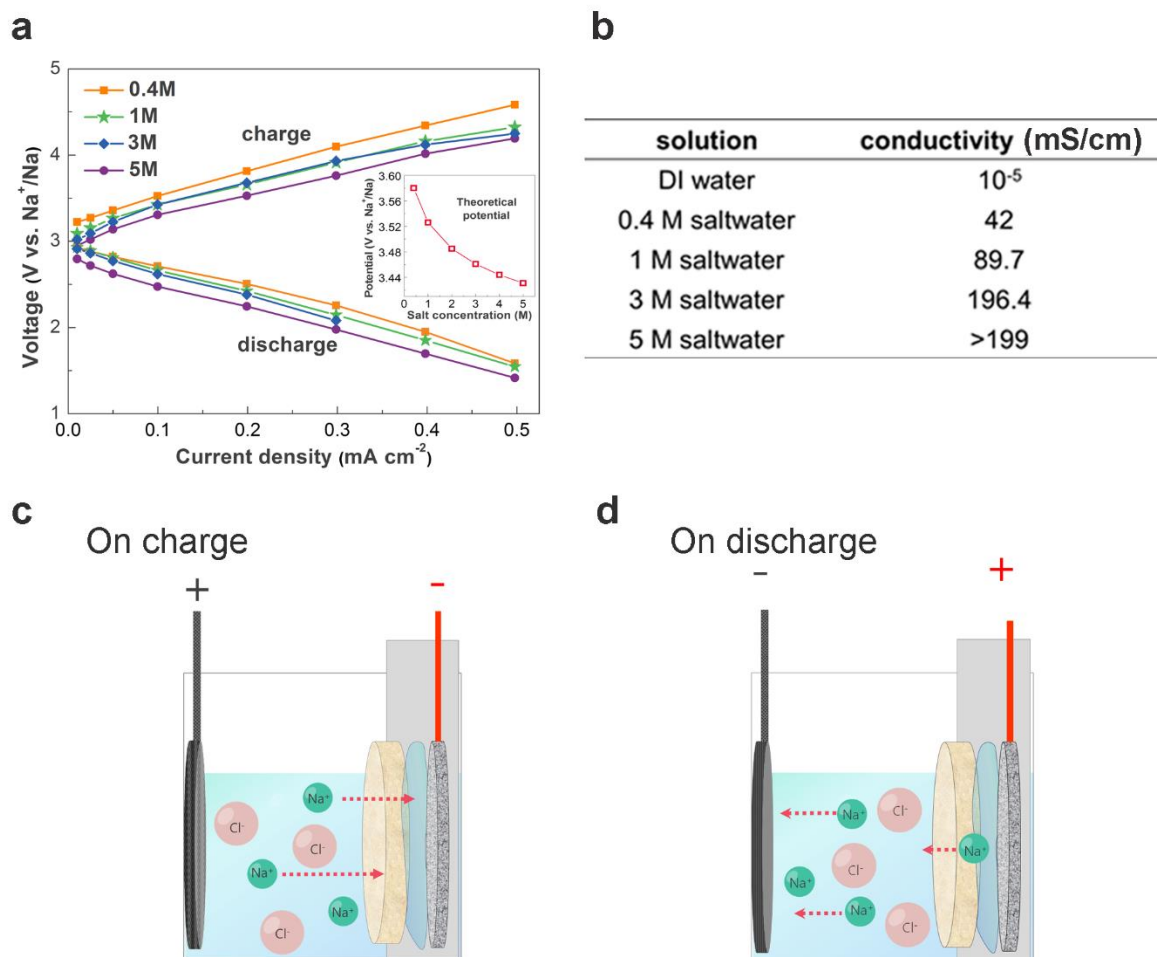 a
5
4
3
2
1
Voltage (V vs. Na⁺/Na)
0.4M
1M
3M
5M
charge
discharge
0.0 0.1 0.2 0.3 0.4 0.5
Current density (mA cm⁻²)
3.60
3.56
3.52
3.48
3.44
Potential (V vs. Na⁺/Na)
Theoretical
potential
0 1 2 3 4 5
Salt concentration (M)
b
solution conductivity (mS/cm)
DI water 10⁻⁵
0.4 M saltwater 42
1 M saltwater 89.7
3 M saltwater 196.4
5 M saltwater >199
c
On charge
+ -
Na⁺
Cl⁻
Cl⁻
Na⁺
Na⁺
Cl⁻
d
On discharge
- +
Na⁺ Cl⁻
Na⁺
Cl⁻
Na⁺
Na⁺
Cl⁻